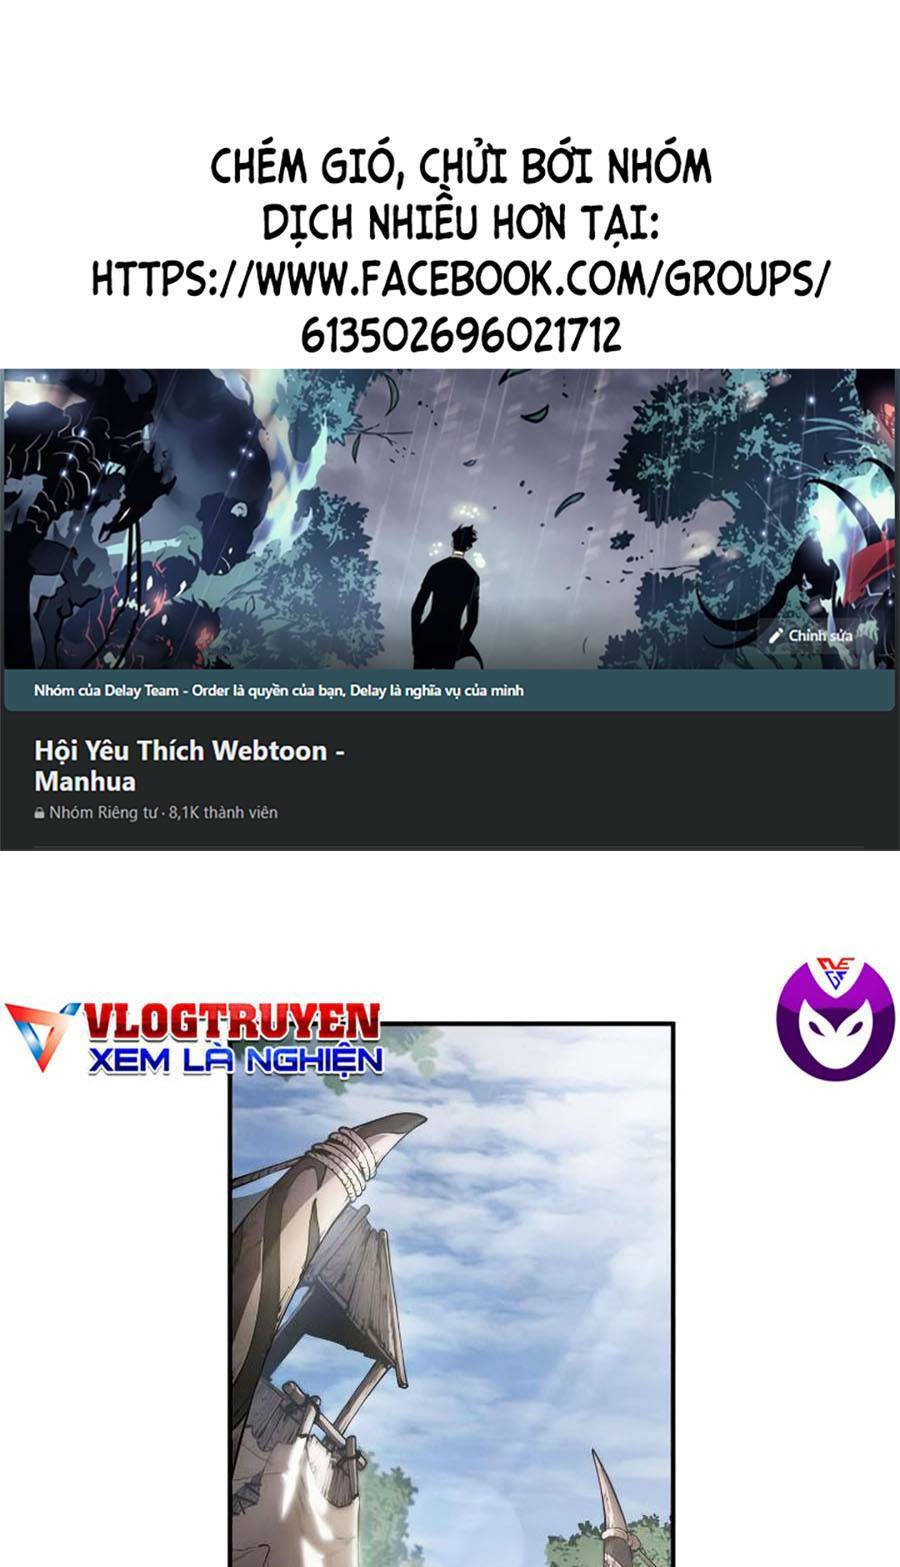 CHÉM GIÓ, CHỬI BỚI NHÓM
DỊCH NHIỀU HƠN TẠI:
HTTPS://WWW.FACEBOOK.COM/GROUPS/
613502696021712
Chỉnh sửa
Nhóm của Delay Team - Order là quyền của bạn, Delay là nghĩa vụ của mình
Hội Yêu Thích Webtoon -
Manhua
Nhóm Riêng tư · 8,1K thành viên
VLOGTRUYEN
XEM LÀ NGHIỆN